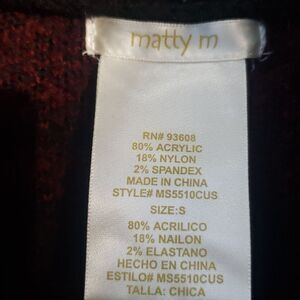 matty m
RN# 93608
80% ACRYLIC
18% NYLON
2% SPANDEX
MADE IN CHINA
STYLE# MS5510CUS
SIZE:S
80% ACRILICO
18% NAILON
2% ELASTANO
HECHO EN CHINA
ESTILO# MS5510CUS
TALLA: CHICA